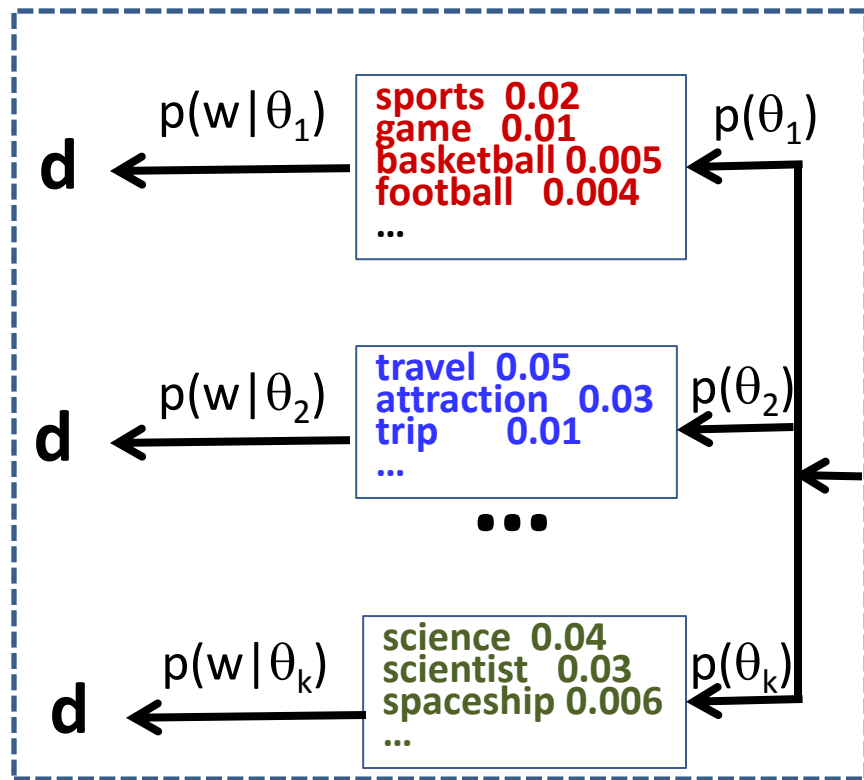 p(w|θ₁)
d
sports 0.02
game 0.01
basketball 0.005
football 0.004
...
p(θ₁)
p(w|θ₂)
d
travel 0.05
attraction 0.03
trip 0.01
...
p(θ₂)
...
p(w|θₖ)
d
science 0.04
scientist 0.03
spaceship 0.006
...
p(θₖ)